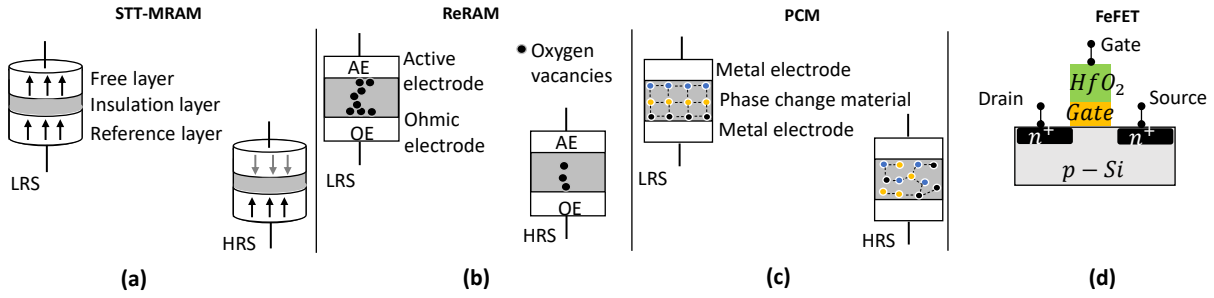 STT-MRAM
Free layer
Insulation layer
Reference layer
LRS
HRS
(a)
ReRAM
AE
OE
Active
electrode
Ohmic
electrode
Oxygen
vacancies
LRS
AE
OE
HRS
(b)
PCM
Metal electrode
Phase change material
Metal electrode
LRS
HRS
(c)
FeFET
Gate
HfO₂
Drain
Source
Gate
n⁺
n⁺
p − Si
(d)